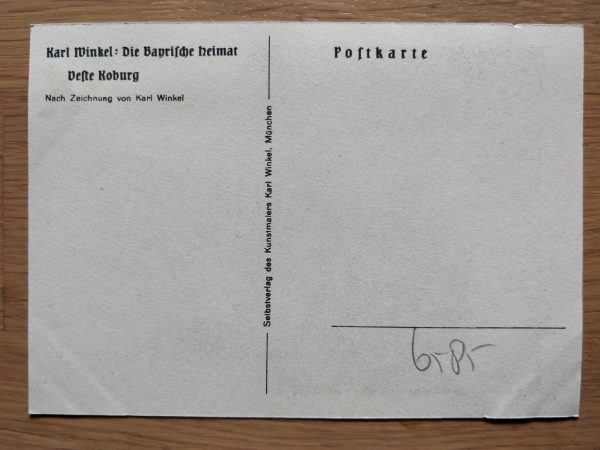 Karl Winkel: Die Bayrische Heimat
Veste Koburg
Nach Zeichnung von Karl Winkel
Selbstverlag des Kunstmalers Karl Winkel, München
Postkarte